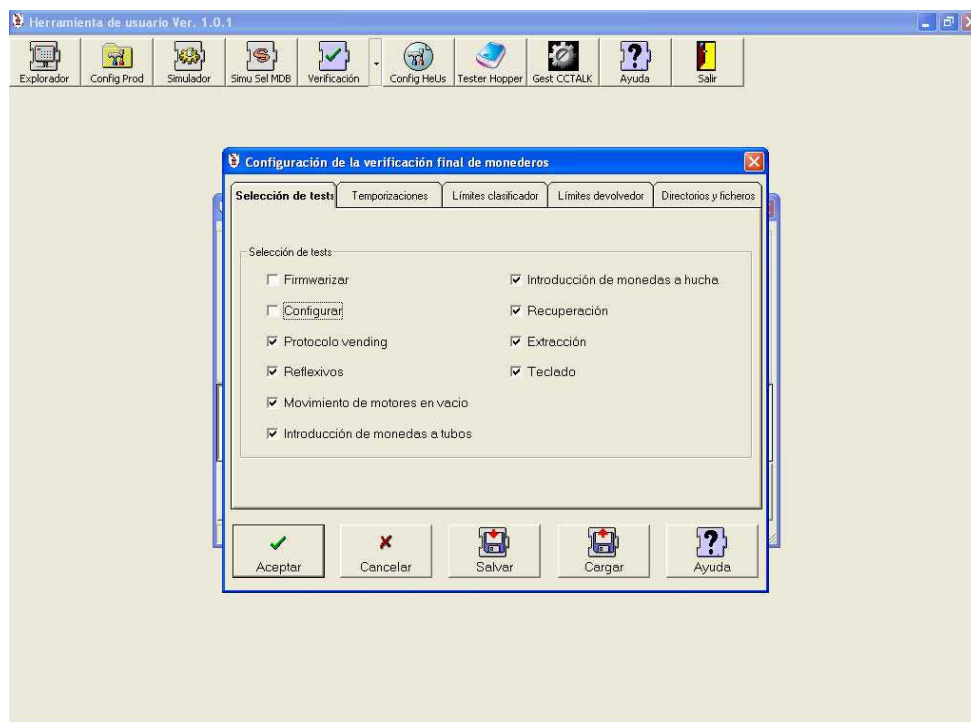 Herramienta de usuario Ver. 1.0.1
Explorador Config Prod Simulador Simu Sel MDB Verificación Config HeUs Tester Hopper Gest CCTALK Ayuda Salir
Configuración de la verificación final de monederos
Selección de tests Temporizaciones Límites clasificador Límites devolvedor Directorios y ficheros
Selección de tests
Firmwarizar Introducción de monedas a hucha
Configurar Recuperación
Protocolo vending Extracción
Reflexivos Teclado
Movimiento de motores en vacio
Introducción de monedas a tubos
Aceptar Cancelar Salvar Cargar Ayuda